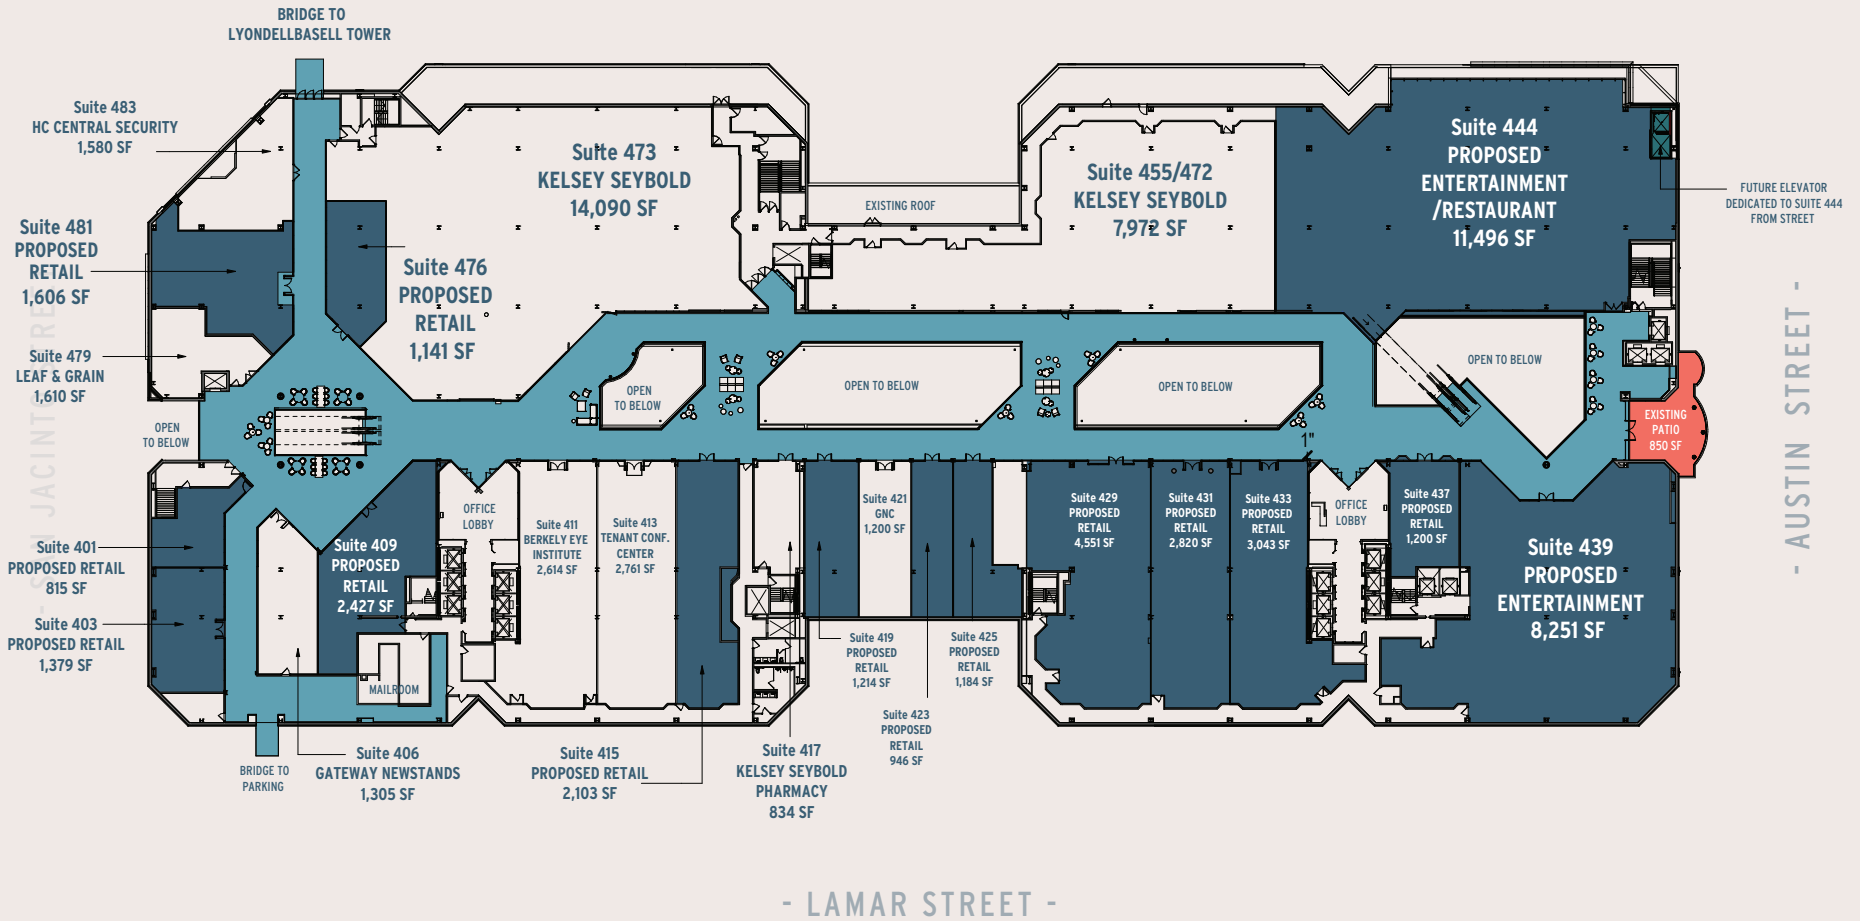 BRIDGE TO
LYONDELLBASELL TOWER
Suite 483
HC CENTRAL SECURITY
1,580 SF
Suite 481
PROPOSED
RETAIL
1,606 SF
Suite 479
LEAF & GRAIN
1,610 SF
- SAN JACINTO STREET
Suite 473
KELSEY SEYBOLD
14,090 SF
Suite 476
PROPOSED
RETAIL
1,141 SF
EXISTING ROOF
Suite 455/472
KELSEY SEYBOLD
7,972 SF
Suite 444
PROPOSED
ENTERTAINMENT
/RESTAURANT
11,496 SF
FUTURE ELEVATOR
DEDICATED TO SUITE 444
FROM STREET
- AUSTIN STREET -
OPEN
TO BELOW
OPEN
TO BELOW
OPEN TO BELOW
OPEN TO BELOW
OPEN TO BELOW
EXISTING
PATIO
850 SF
1"
Suite 401
PROPOSED RETAIL
815 SF
Suite 403
PROPOSED RETAIL
1,379 SF
Suite 409
PROPOSED
RETAIL
2,427 SF
MAILROOM
OFFICE
LOBBY
Suite 411
BERKELY EYE
INSTITUTE
2,614 SF
Suite 413
TENANT CONF.
CENTER
2,761 SF
Suite 421
GNC
1,200 SF
Suite 429
PROPOSED
RETAIL
4,551 SF
Suite 431
PROPOSED
RETAIL
2,820 SF
Suite 433
PROPOSED
RETAIL
3,043 SF
OFFICE
LOBBY
Suite 437
PROPOSED
RETAIL
1,200 SF
Suite 439
PROPOSED
ENTERTAINMENT
8,251 SF
Suite 419
PROPOSED
RETAIL
1,214 SF
Suite 425
PROPOSED
RETAIL
1,184 SF
Suite 423
PROPOSED
RETAIL
946 SF
BRIDGE TO
PARKING
Suite 406
GATEWAY NEWSTANDS
1,305 SF
Suite 415
PROPOSED RETAIL
2,103 SF
Suite 417
KELSEY SEYBOLD
PHARMACY
834 SF
- LAMAR STREET -